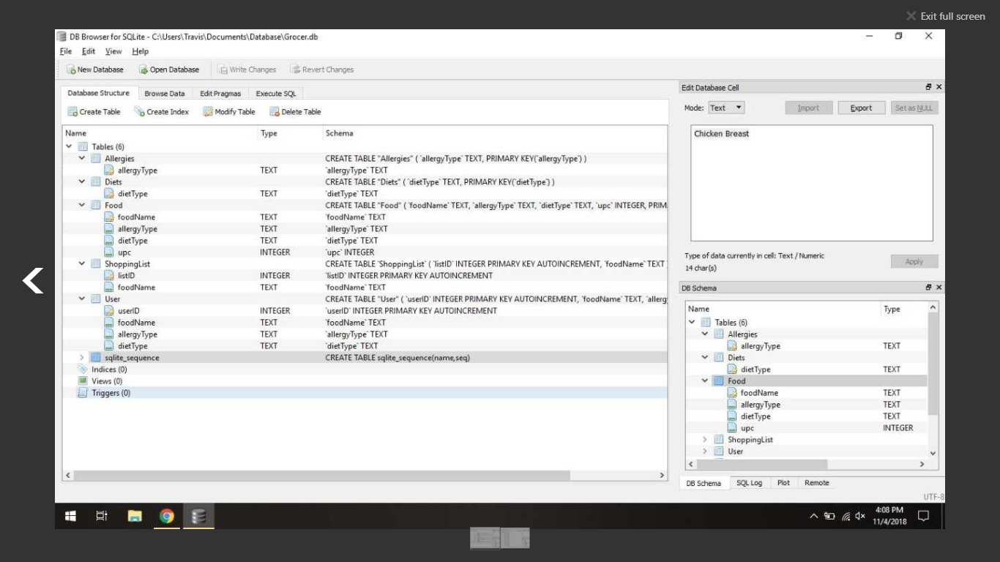 Exit full screen
DB Browser for SQLite - C:\Users\Travis\Documents\Database\Grocer.db
File Edit View Help
New Database Open Database Write Changes Revert Changes
Database Structure Browse Data Edit Pragmas Execute SQL
Create Table Create Index Modify Table Delete Table
Name Type Schema
Tables (6)
Allergies CREATE TABLE "Allergies" ( `allergyType` TEXT, PRIMARY KEY(`allergyType`) )
allergyType TEXT `allergyType` TEXT
Diets CREATE TABLE "Diets" ( `dietType` TEXT, PRIMARY KEY(`dietType`) )
dietType TEXT `dietType` TEXT
Food CREATE TABLE "Food" ( `foodName` TEXT, `allergyType` TEXT, `dietType` TEXT, `upc` INTEGER, PRIM
foodName TEXT `foodName` TEXT
allergyType TEXT `allergyType` TEXT
dietType TEXT `dietType` TEXT
upc INTEGER `upc` INTEGER
ShoppingList CREATE TABLE `ShoppingList` ( `listID` INTEGER PRIMARY KEY AUTOINCREMENT, `foodName` TEXT )
listID INTEGER `listID` INTEGER PRIMARY KEY AUTOINCREMENT
foodName TEXT `foodName` TEXT
User CREATE TABLE "User" ( `userID` INTEGER PRIMARY KEY AUTOINCREMENT, `foodName` TEXT, `allerg
userID INTEGER `userID` INTEGER PRIMARY KEY AUTOINCREMENT
foodName TEXT `foodName` TEXT
allergyType TEXT `allergyType` TEXT
dietType TEXT `dietType` TEXT
sqlite_sequence CREATE TABLE sqlite_sequence(name,seq)
Indices (0)
Views (0)
Triggers (0)
Edit Database Cell
Mode: Text Import Export Set as NULL
Chicken Breast
Type of data currently in cell: Text / Numeric
14 char(s)
Apply
DB Schema
Name Type
Tables (6)
Allergies
allergyType TEXT
Diets
dietType TEXT
Food
foodName TEXT
allergyType TEXT
dietType TEXT
upc INTEGER
ShoppingList
User
DB Schema SQL Log Plot Remote
UTF-8
4:08 PM
11/4/2018